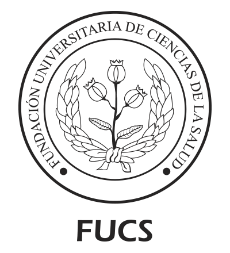 FUNDACIÓN UNIVERSITARIA DE CIENCIAS DE LA SALUD
FUCS